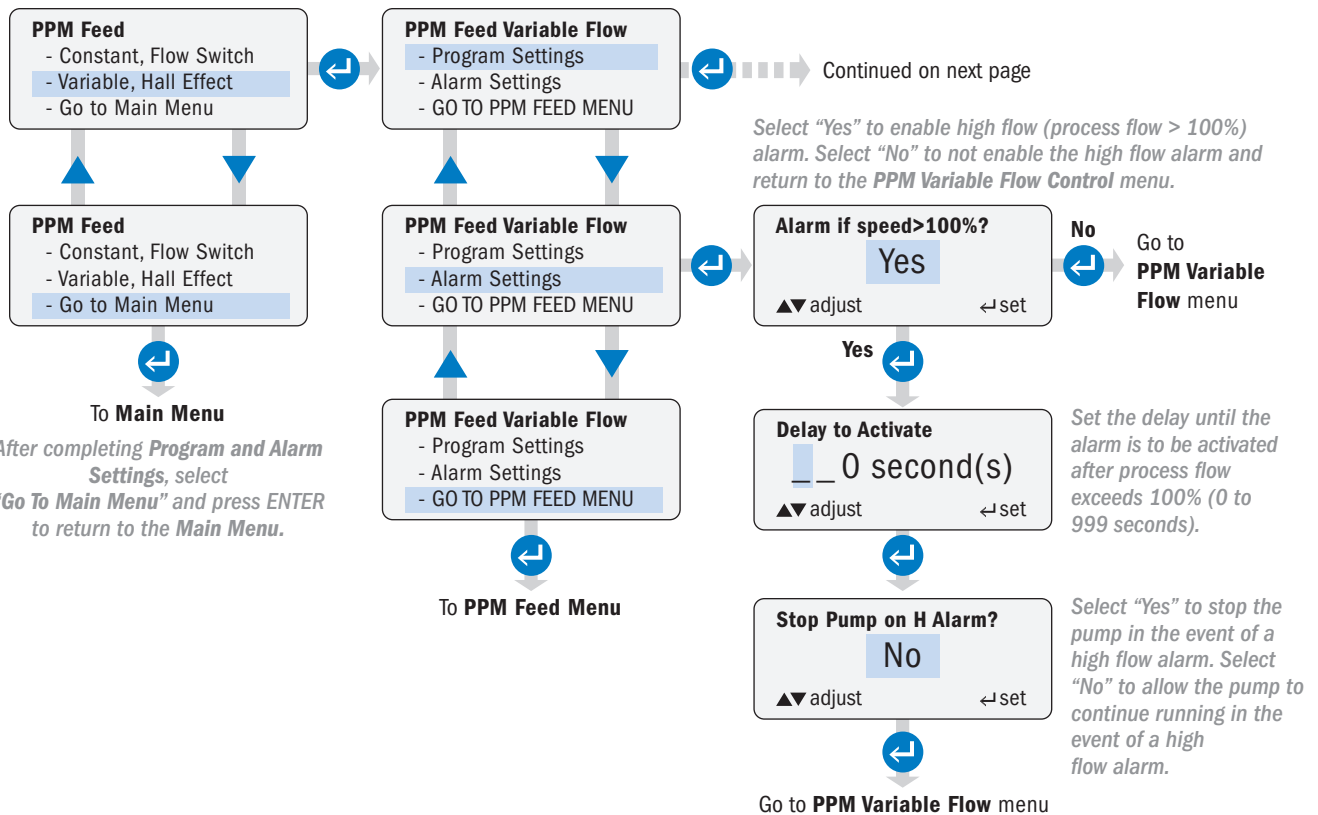 PPM Feed
- Constant, Flow Switch
- Variable, Hall Effect
- Go to Main Menu
PPM Feed Variable Flow
- Program Settings
- Alarm Settings
- GO TO PPM FEED MENU
Continued on next page
Select “Yes” to enable high flow (process flow > 100%)
alarm. Select “No” to not enable the high flow alarm and
return to the PPM Variable Flow Control menu.
PPM Feed
- Constant, Flow Switch
- Variable, Hall Effect
- Go to Main Menu
To Main Menu
After completing Program and Alarm
Settings, select
“Go To Main Menu” and press ENTER
to return to the Main Menu.
PPM Feed Variable Flow
- Program Settings
- Alarm Settings
- GO TO PPM FEED MENU
Alarm if speed>100%?
Yes
▲▼ adjust ↵ set
No
Go to
PPM Variable
Flow menu
Yes
PPM Feed Variable Flow
- Program Settings
- Alarm Settings
- GO TO PPM FEED MENU
To PPM Feed Menu
Delay to Activate
_ _ 0 second(s)
▲▼ adjust ↵ set
Set the delay until the
alarm is to be activated
after process flow
exceeds 100% (0 to
999 seconds).
Stop Pump on H Alarm?
No
▲▼ adjust ↵ set
Select “Yes” to stop the
pump in the event of a
high flow alarm. Select
“No” to allow the pump to
continue running in the
event of a high
flow alarm.
Go to PPM Variable Flow menu